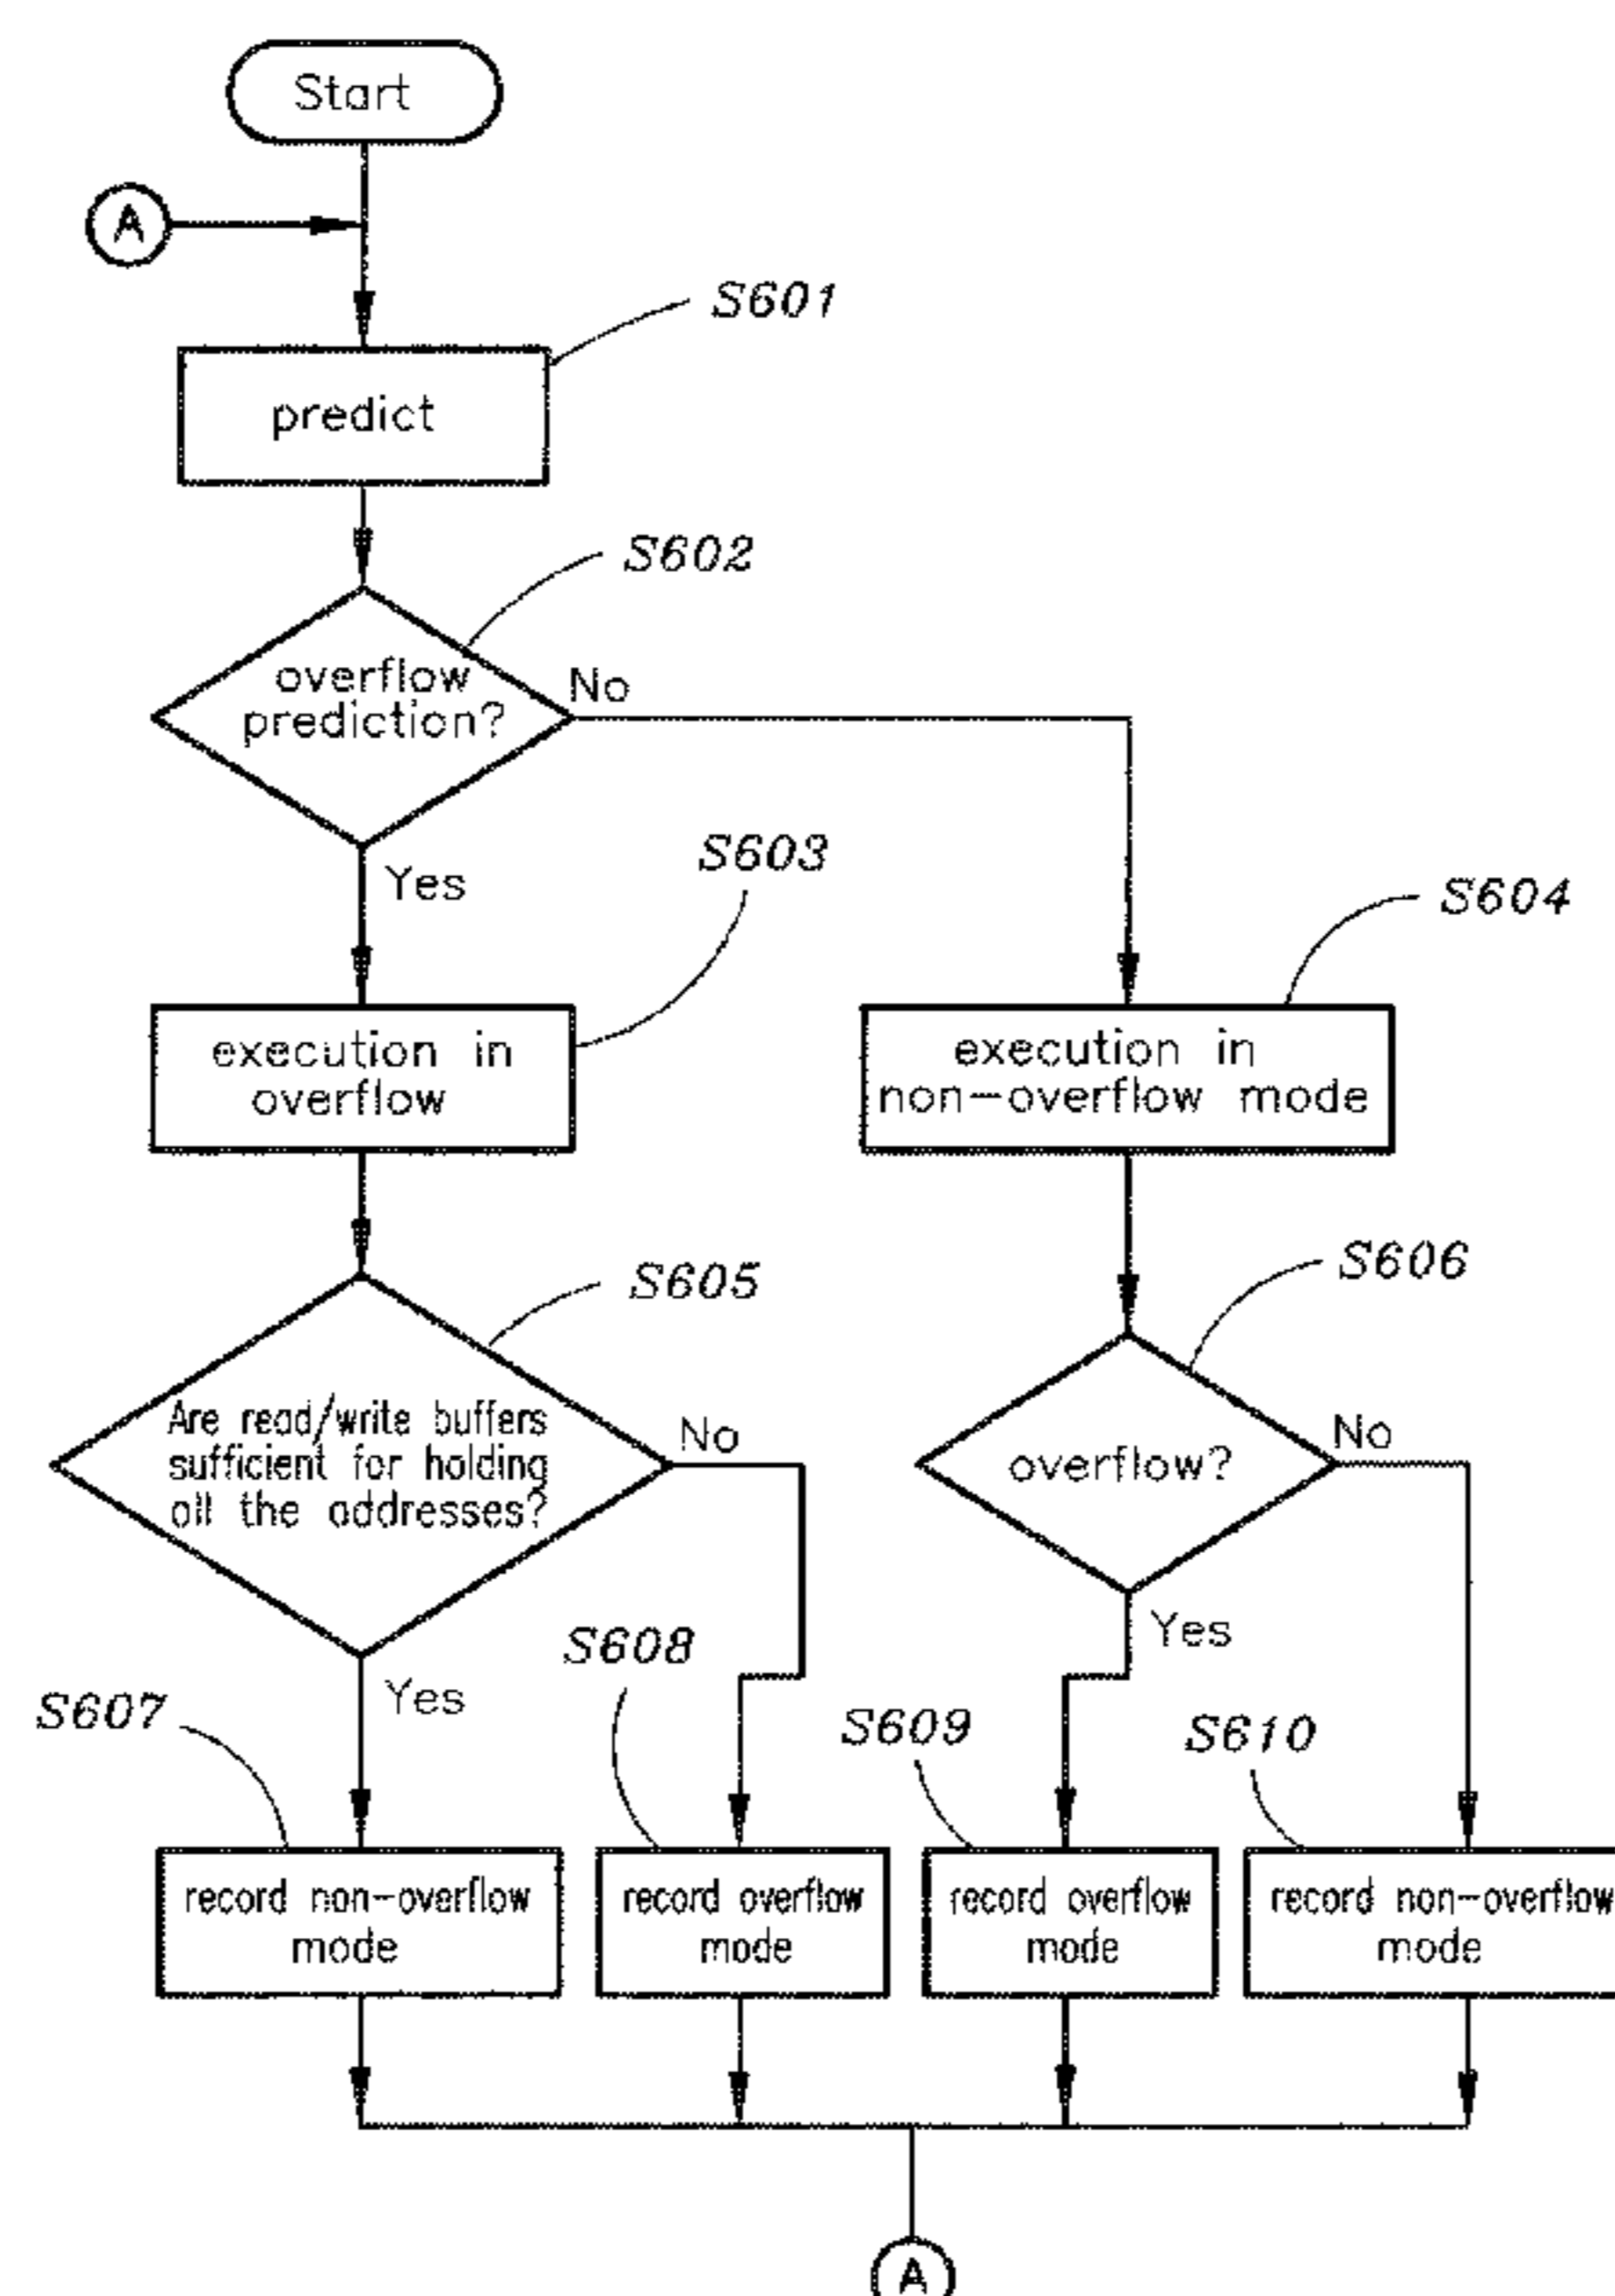 Start
A
S601
predict
S602
overflow
prediction?
No
Yes
S603
S604
execution in
overflow
execution in
non-overflow mode
S605
S606
Are read/write buffers
sufficient for holding
all the addresses?
No
overflow?
No
Yes
Yes
S607
S608
S609
S610
record non-overflow
mode
record overflow
mode
record overflow
mode
record non-overflow
mode
A